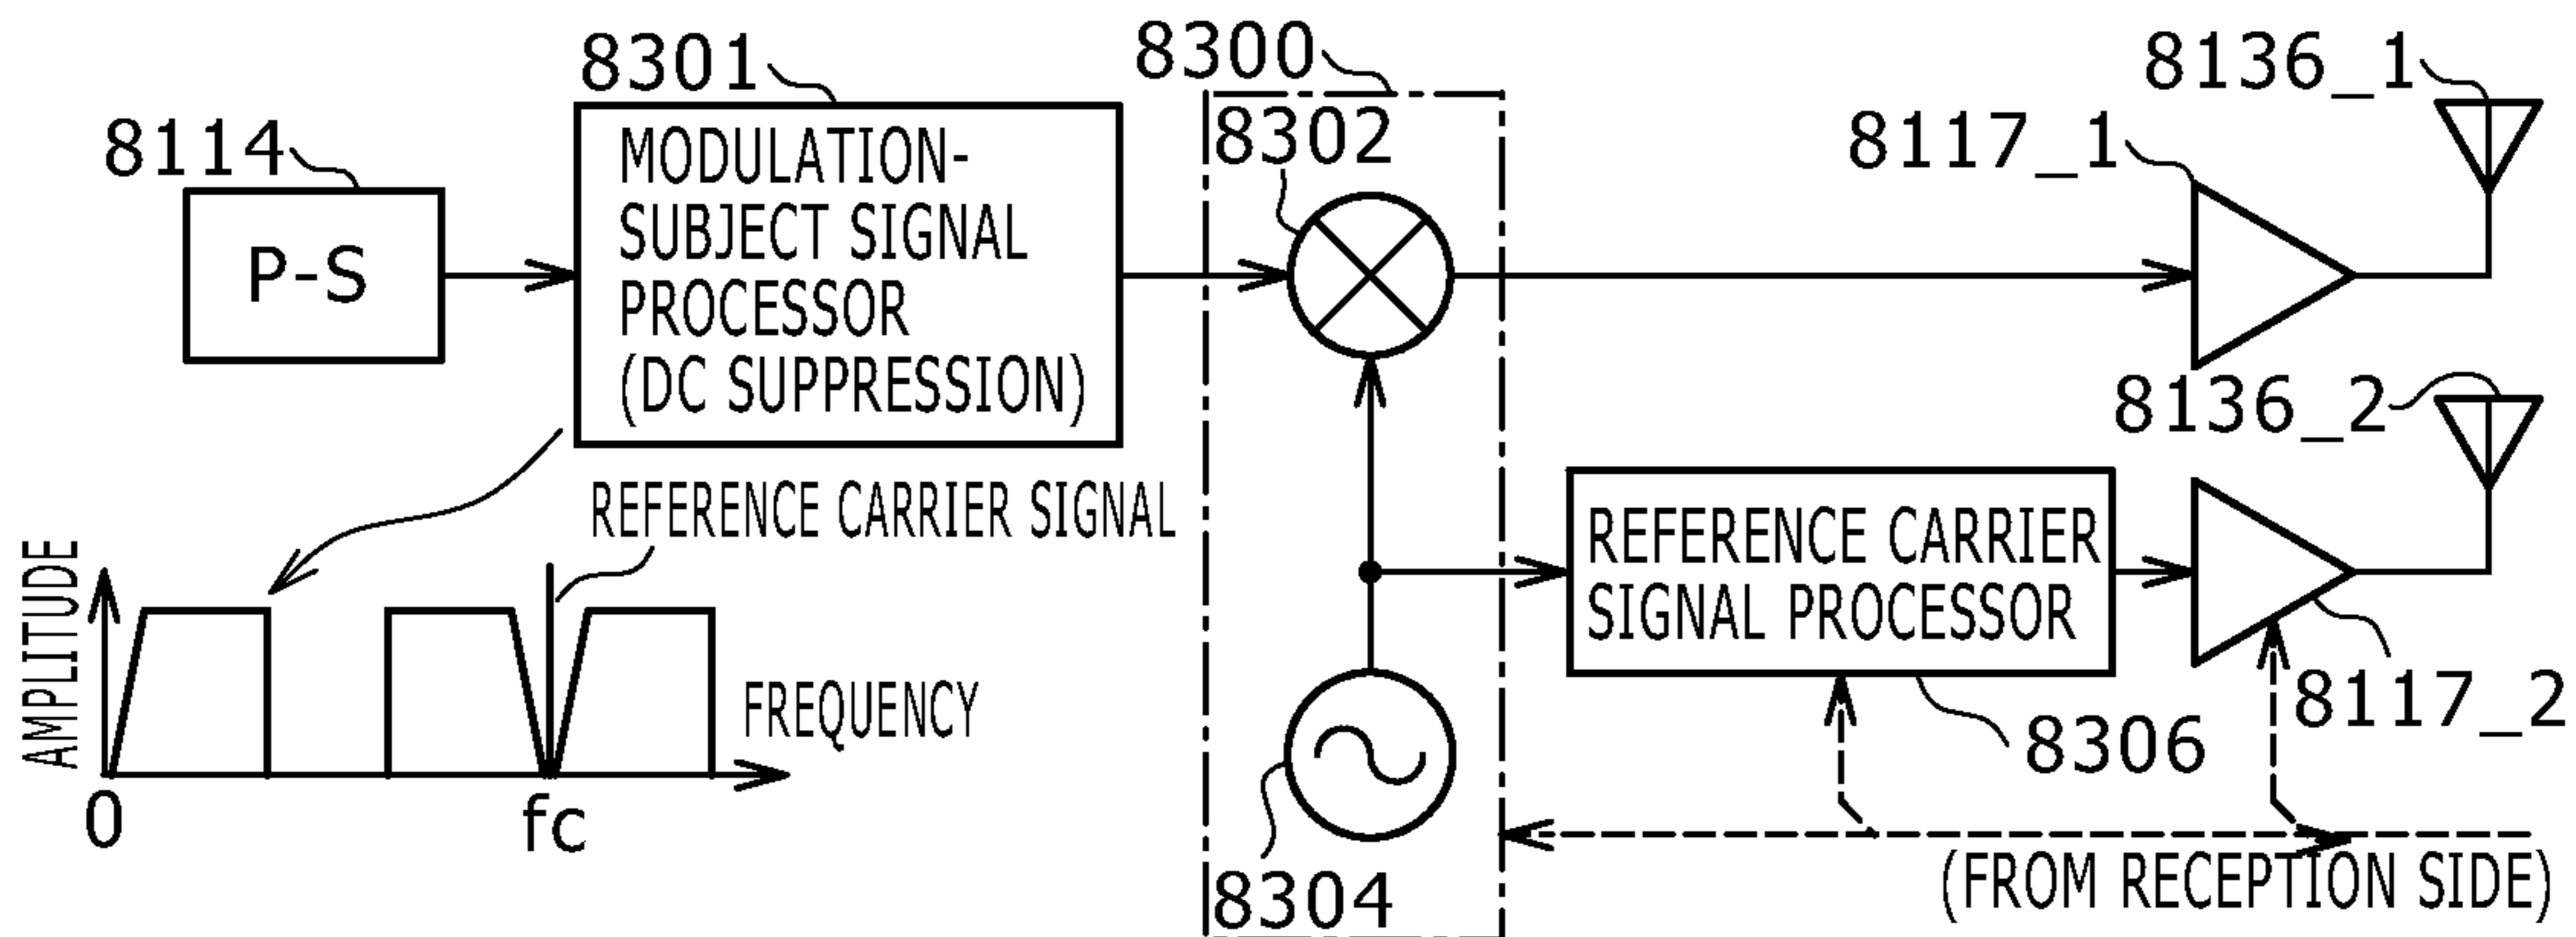 8301
8300
8136_1
8114
MODULATION-
SUBJECT SIGNAL
PROCESSOR
(DC SUPPRESSION)
8302
8117_1
P-S
8136_2
REFERENCE CARRIER SIGNAL
REFERENCE CARRIER
SIGNAL PROCESSOR
AMPLITUDE
FREQUENCY
8117_2
8306
0
fc
8304
(FROM RECEPTION SIDE)